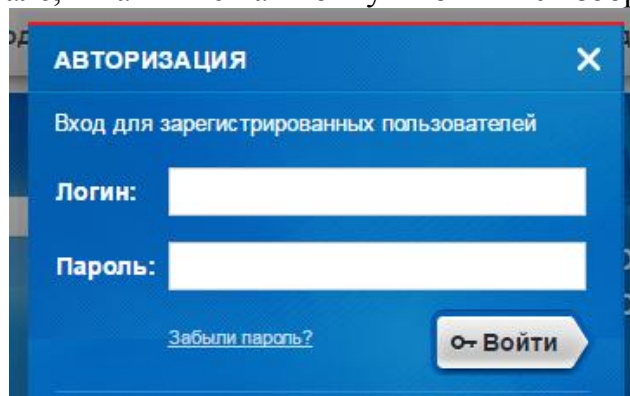 АВТОРИЗАЦИЯ
Вход для зарегистрированных пользователей
Логин:
Пароль:
Забыли пароль?
Войти